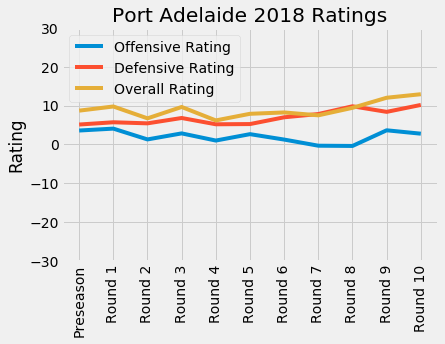 Port Adelaide 2018 Ratings
30
20
10
0
−10
−20
−30
Rating
Offensive Rating
Defensive Rating
Overall Rating
Preseason
Round 1
Round 2
Round 3
Round 4
Round 5
Round 6
Round 7
Round 8
Round 9
Round 10